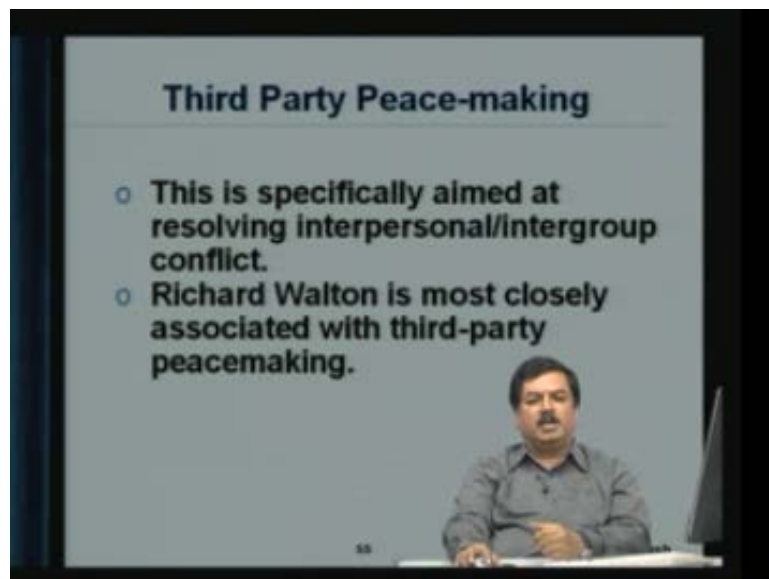 Third Party Peace-making
o This is specifically aimed at
resolving interpersonal/intergroup
conflict.
o Richard Walton is most closely
associated with third-party
peacemaking.